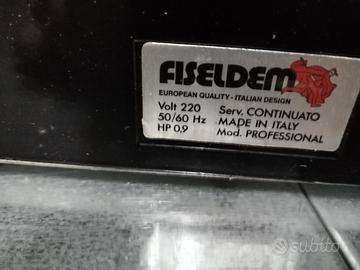 FISELDEM
EUROPEAN QUALITY - ITALIAN DESIGN
Volt 220 Serv. CONTINUATO
50/60 Hz MADE IN ITALY
HP 0,9 Mod. PROFESSIONAL
subito